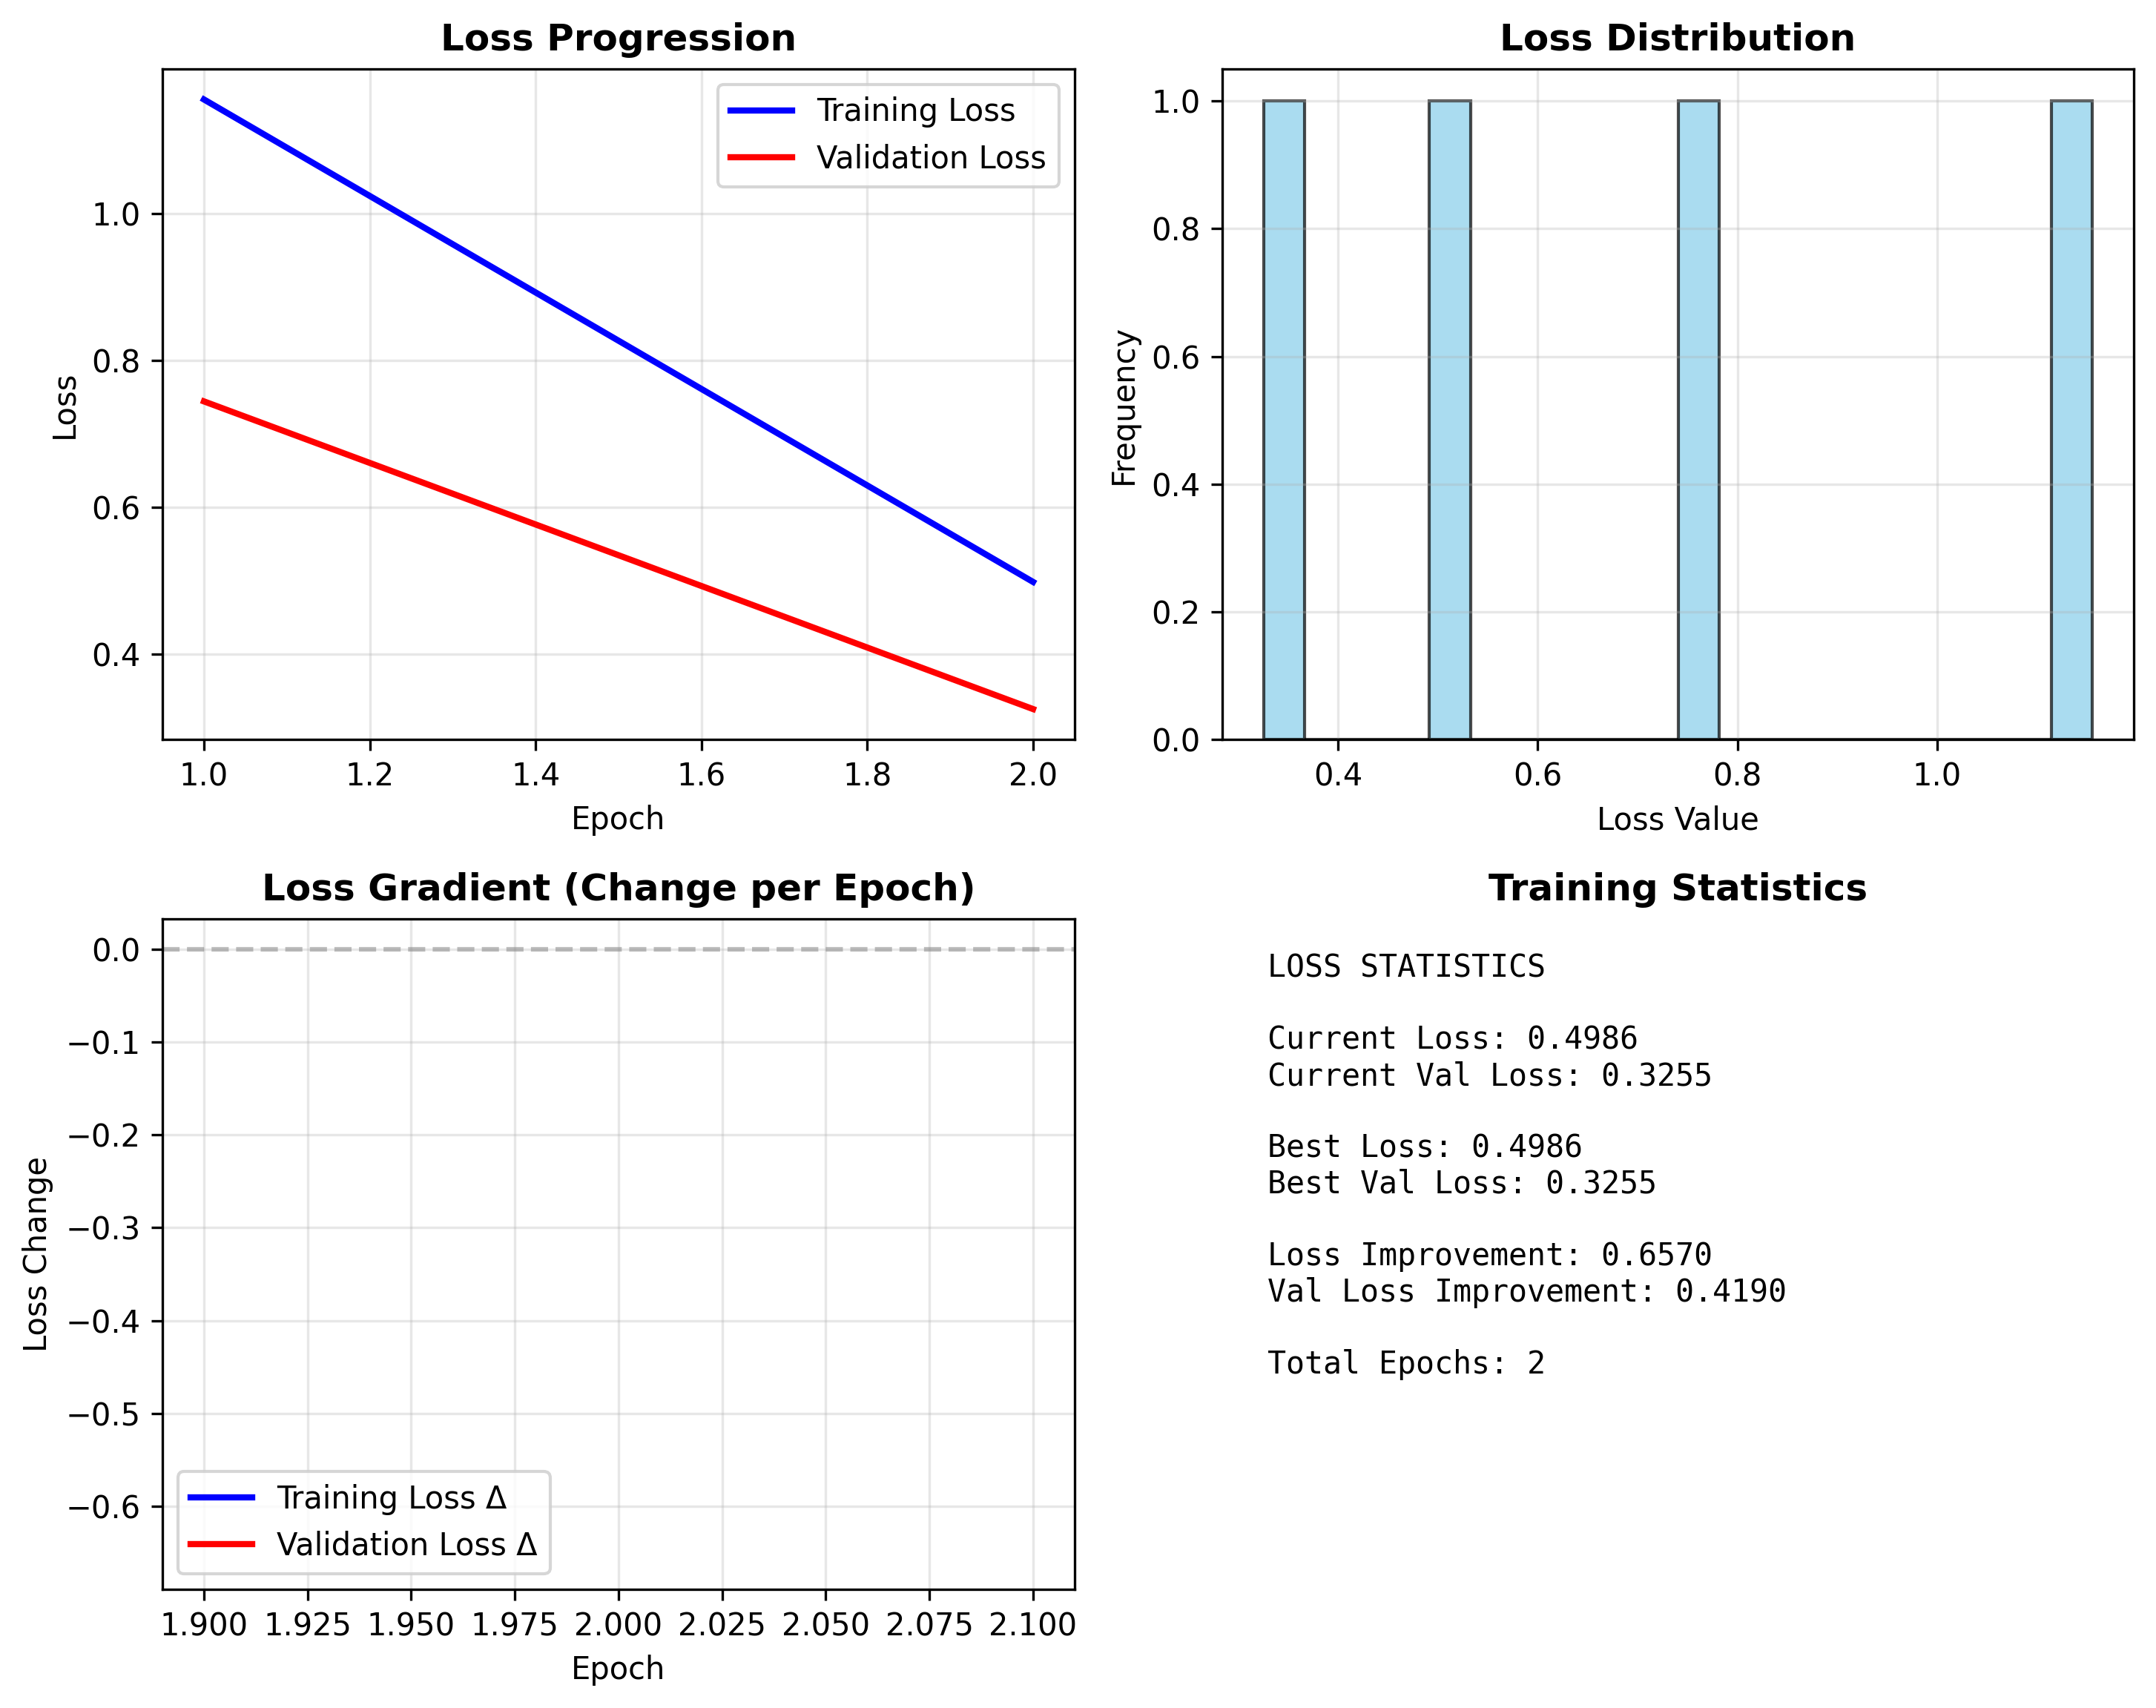 Loss Progression
Training Loss
Validation Loss
Loss
1.0
0.8
0.6
0.4
1.0 1.2 1.4 1.6 1.8 2.0
Epoch
Loss Distribution
Frequency
1.0
0.8
0.6
0.4
0.2
0.0
0.4 0.6 0.8 1.0
Loss Value
Loss Gradient (Change per Epoch)
Loss Change
0.0
−0.1
−0.2
−0.3
−0.4
−0.5
−0.6
Training Loss Δ
Validation Loss Δ
1.900 1.925 1.950 1.975 2.000 2.025 2.050 2.075 2.100
Epoch
Training Statistics
LOSS STATISTICS
Current Loss: 0.4986
Current Val Loss: 0.3255
Best Loss: 0.4986
Best Val Loss: 0.3255
Loss Improvement: 0.6570
Val Loss Improvement: 0.4190
Total Epochs: 2